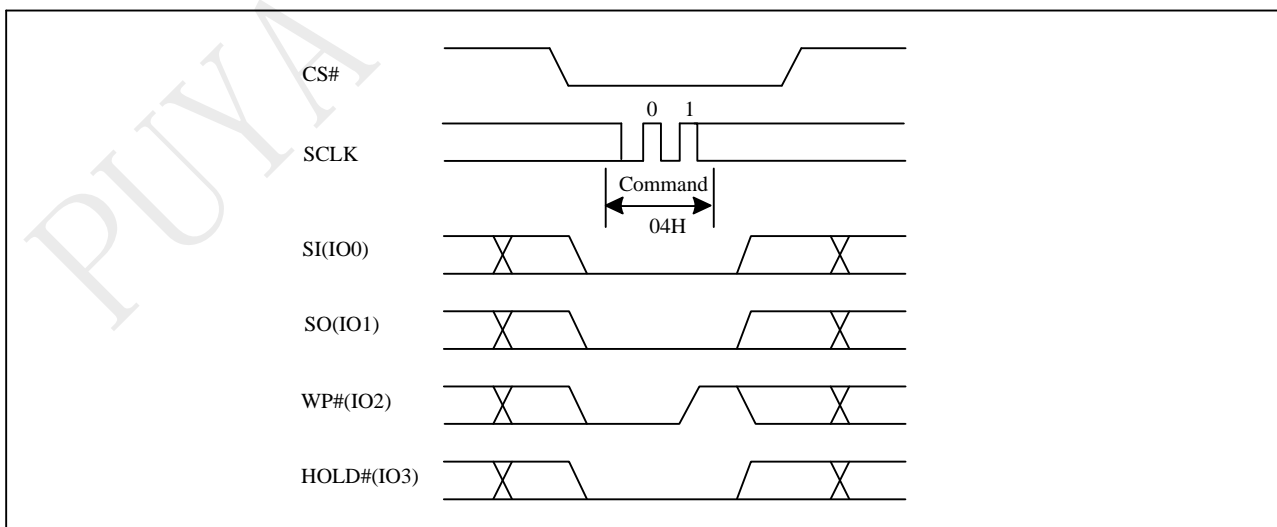 PUYA
CS#
0 1
SCLK
Command
04H
SI(IO0)
SO(IO1)
WP#(IO2)
HOLD#(IO3)